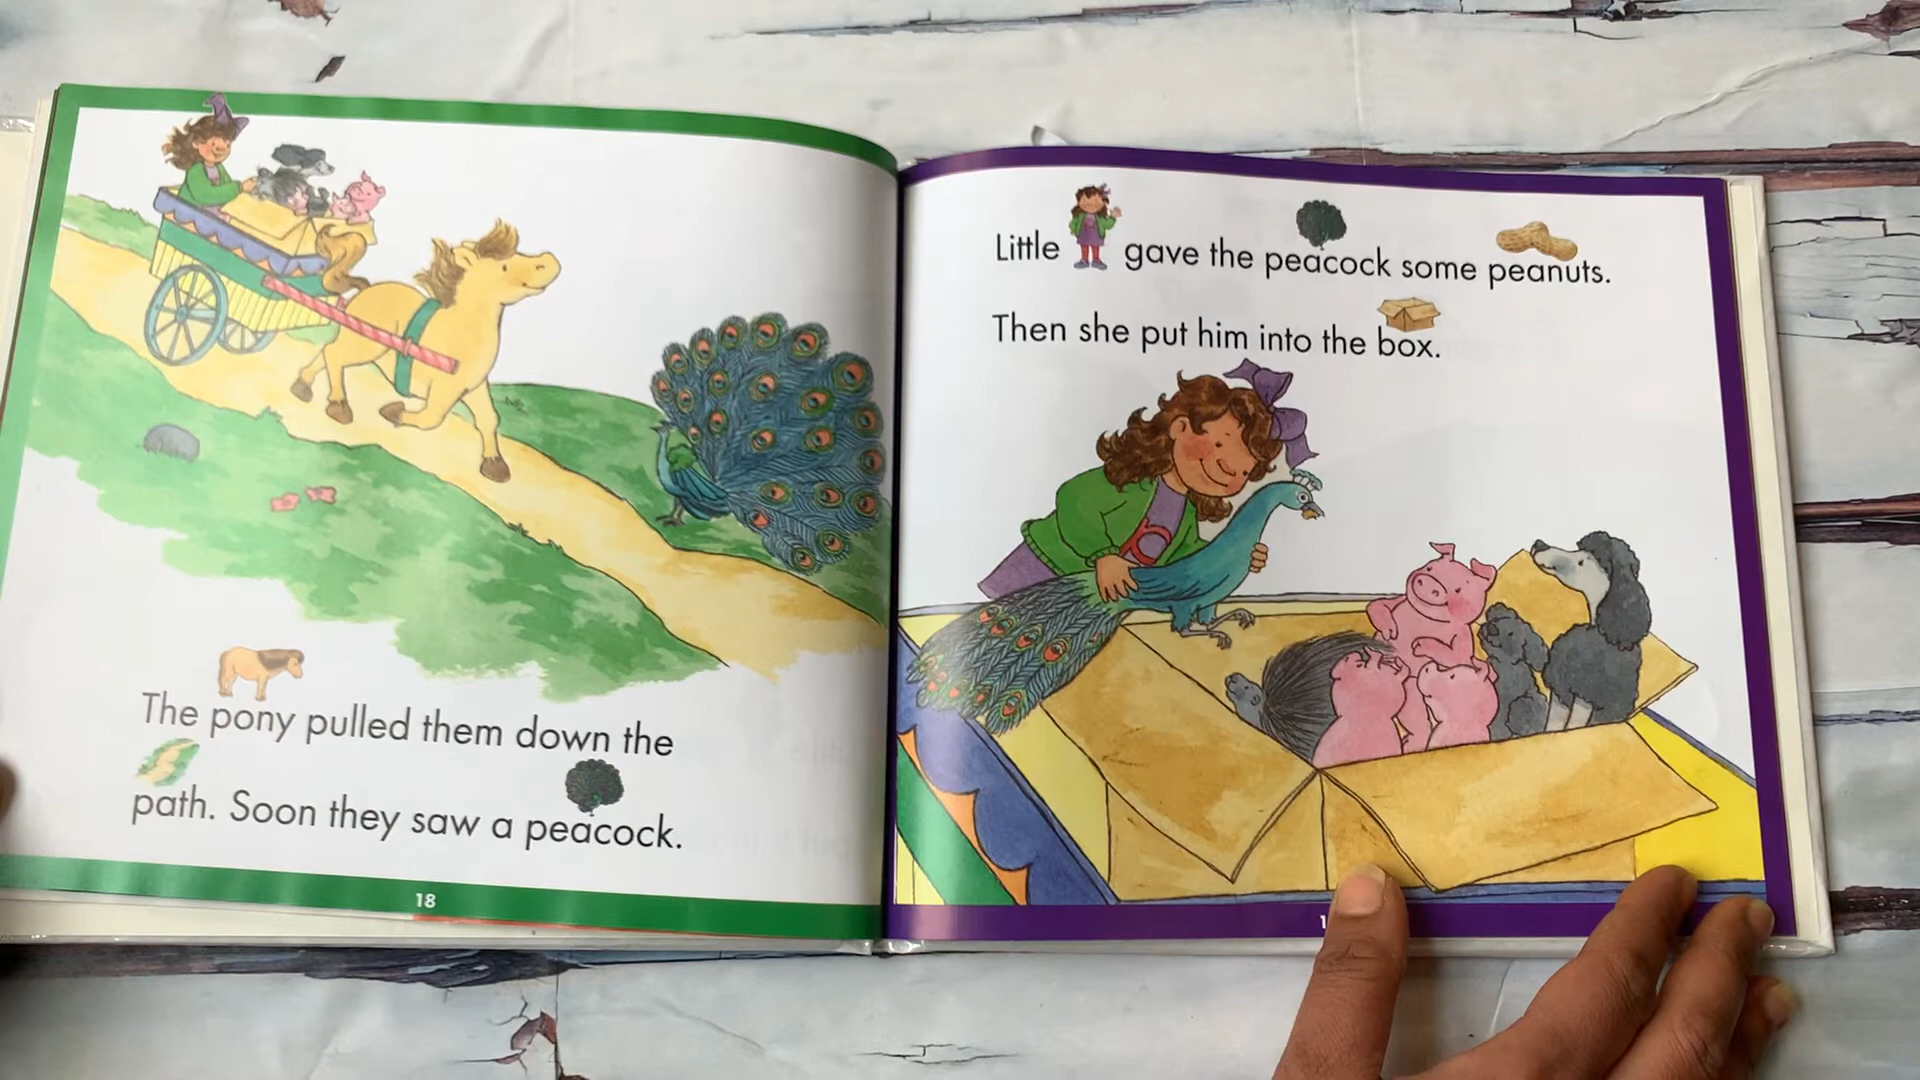 The pony pulled them down the
path. Soon they saw a peacock.
18
Little gave the peacock some peanuts.
Then she put him into the box.